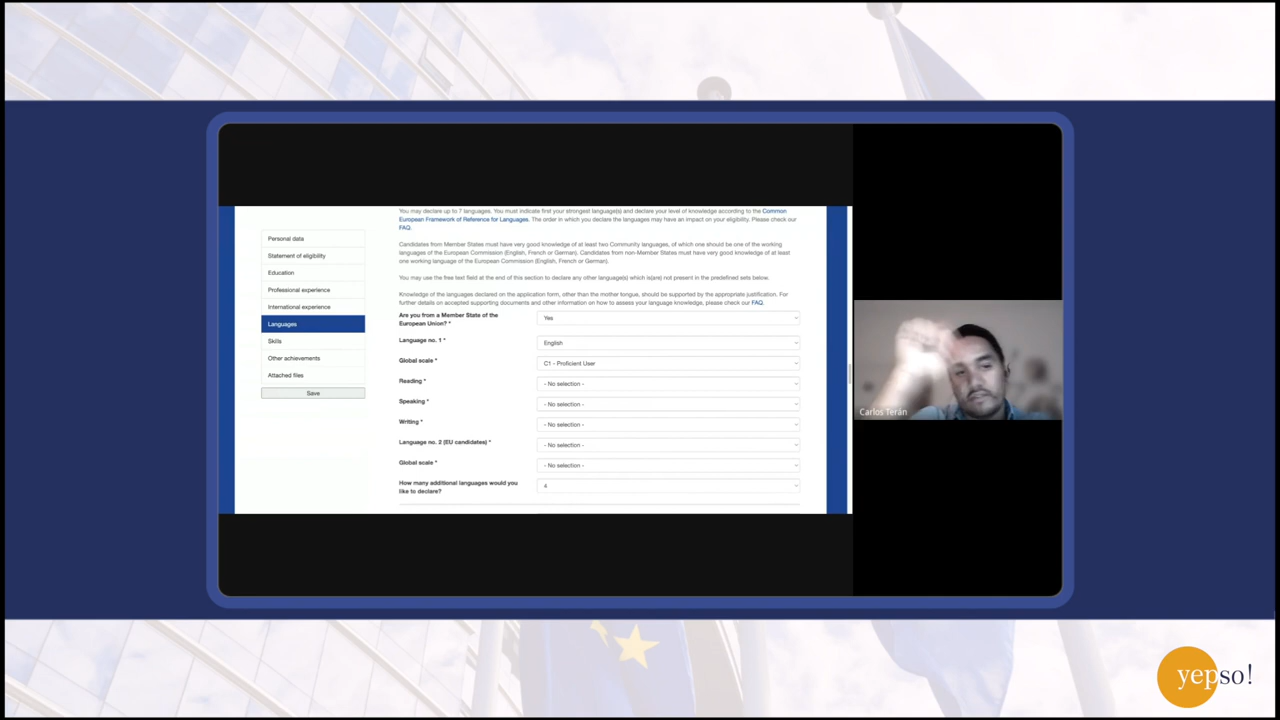 You may declare up to 7 languages. You must indicate first your strongest language(s) and declare your level of knowledge according to the Common
European Framework of Reference for Languages. The order in which you declare the languages may have an impact on your eligibility. Please check our
FAQ.
Candidates from Member States must have very good knowledge of at least two Community languages, of which one should be one of the working
languages of the European Commission (English, French or German). Candidates from non-Member States must have very good knowledge of at least
one working language of the European Commission (English, French or German).
You may use the free text field at the end of this section to declare any other language(s) which is(are) not present in the predefined sets below.
Knowledge of the languages declared on the application form, other than the mother tongue, should be supported by the appropriate justification. For
further details on accepted supporting documents and other information on how to assess your language knowledge, please check our FAQ.
Personal data
Statement of eligibility
Education
Professional experience
International experience
Languages
Skills
Other achievements
Attached files
Save
Are you from a Member State of the
European Union? *
Yes
Language no. 1 *
English
Global scale *
C1 - Proficient User
Reading *
- No selection -
Speaking *
- No selection -
Writing *
- No selection -
Language no. 2 (EU candidates) *
- No selection -
Global scale *
- No selection -
How many additional languages would you
like to declare?
4
Carlos Terán
yepso!